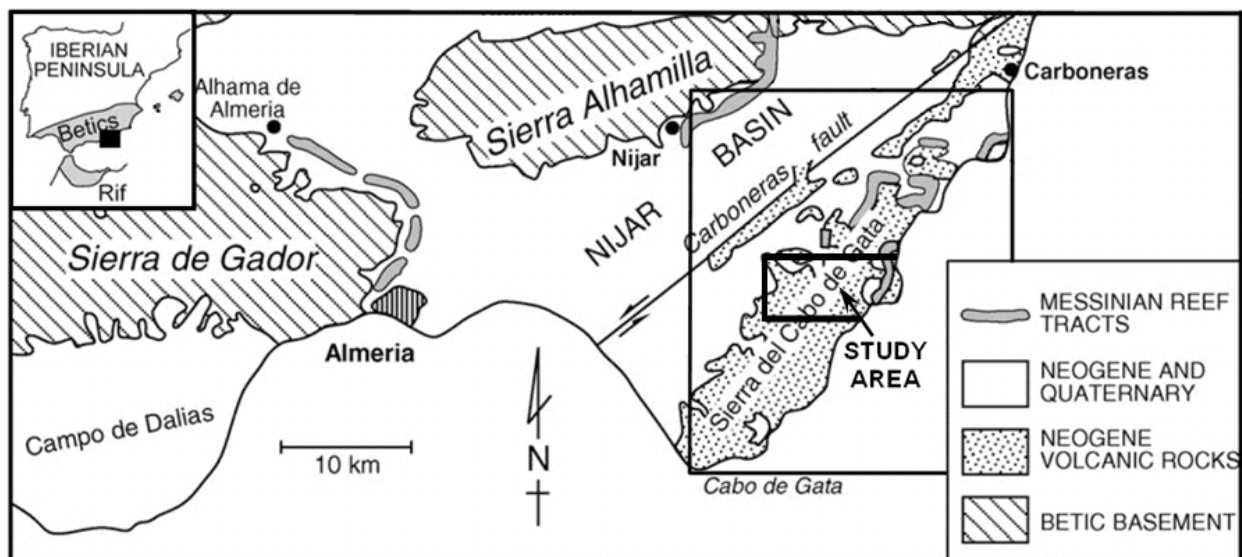 IBERIAN
PENINSULA
Betics
Rif
Alhama de
Almeria
Sierra Alhamilla
Nijar
BASIN
NIJAR
Carboneras fault
Carboneras
Sierra de Gador
Almeria
Campo de Dalias
10 km
N
Sierra del Cabo de Gata
STUDY
AREA
Cabo de Gata
MESSINIAN REEF
TRACTS
NEOGENE AND
QUATERNARY
NEOGENE
VOLCANIC ROCKS
BETIC BASEMENT